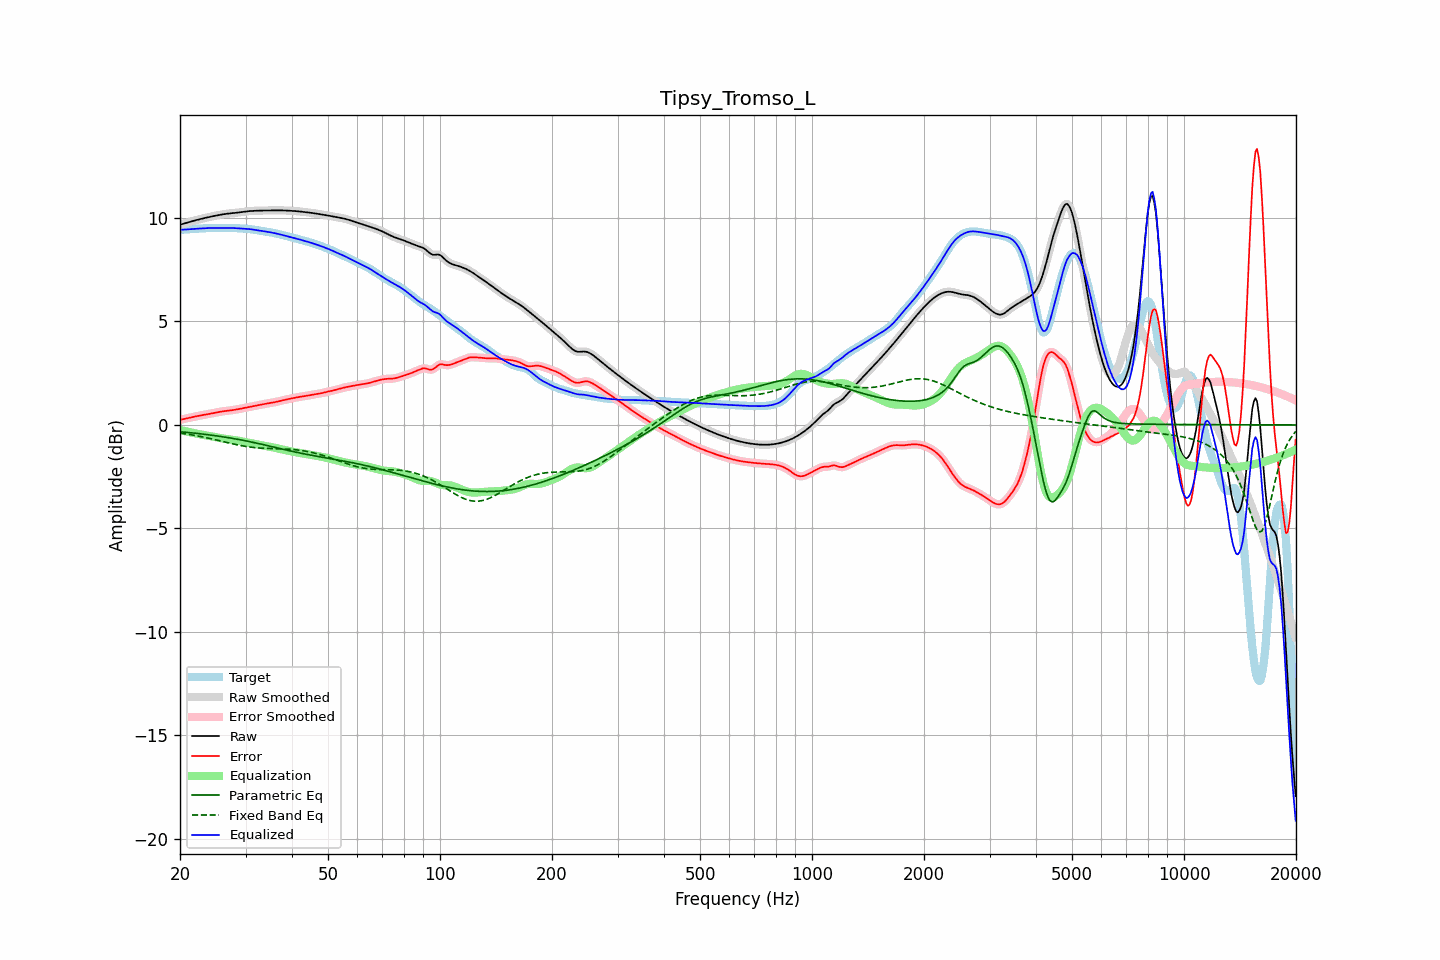 Tipsy_Tromso_L
Amplitude (dBr)
10
5
0
−5
−10
−15
−20
Target
Raw Smoothed
Error Smoothed
Raw
Error
Equalization
Parametric Eq
Fixed Band Eq
Equalized
20 50 100 200 500 1000 2000 5000 10000 20000
Frequency (Hz)